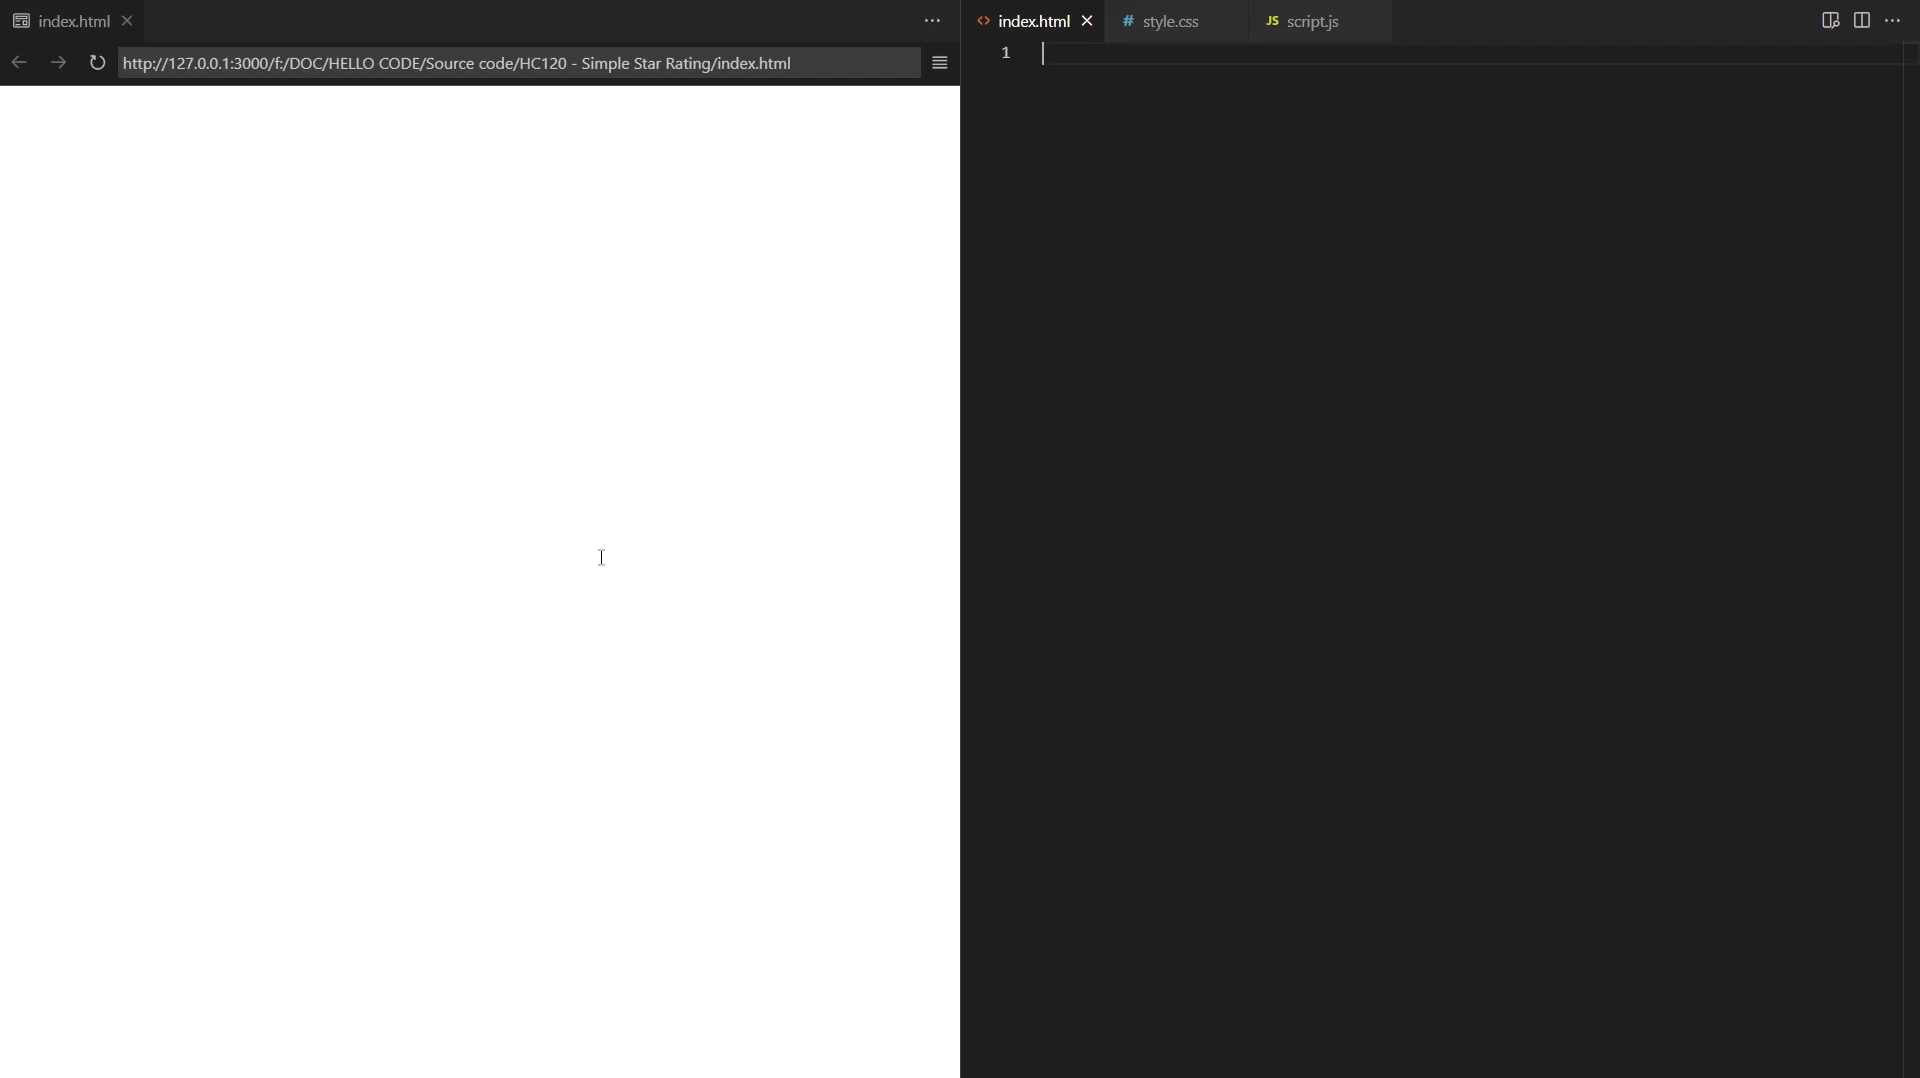 index.html
http://127.0.0.1:3000/f:/DOC/HELLO CODE/Source code/HC120 - Simple Star Rating/index.html
<> index.html
# style.css
JS script.js
1